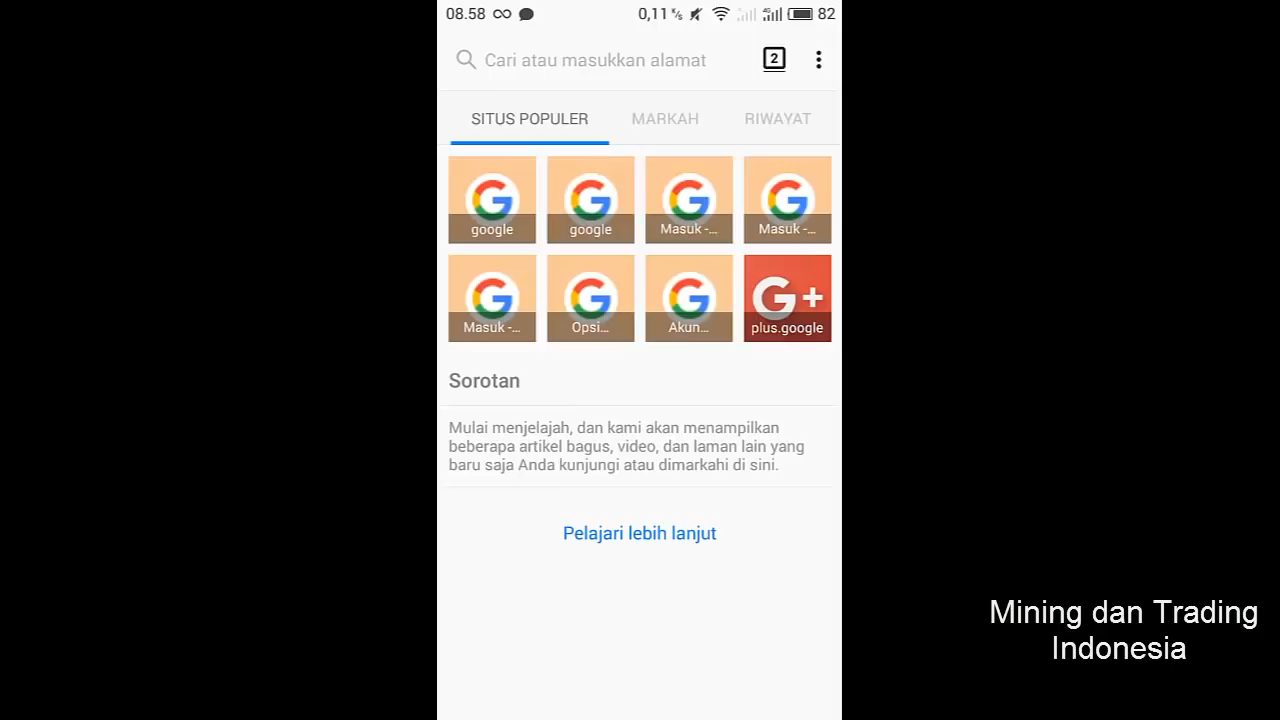 08.58
0,11 K/s
4G
82
Cari atau masukkan alamat
2
SITUS POPULER MARKAH RIWAYAT
google google Masuk -... Masuk -...
Masuk -... Opsi... Akun... G+ plus.google
Sorotan
Mulai menjelajah, dan kami akan menampilkan
beberapa artikel bagus, video, dan laman lain yang
baru saja Anda kunjungi atau dimarkahi di sini.
Pelajari lebih lanjut
Mining dan Trading
Indonesia